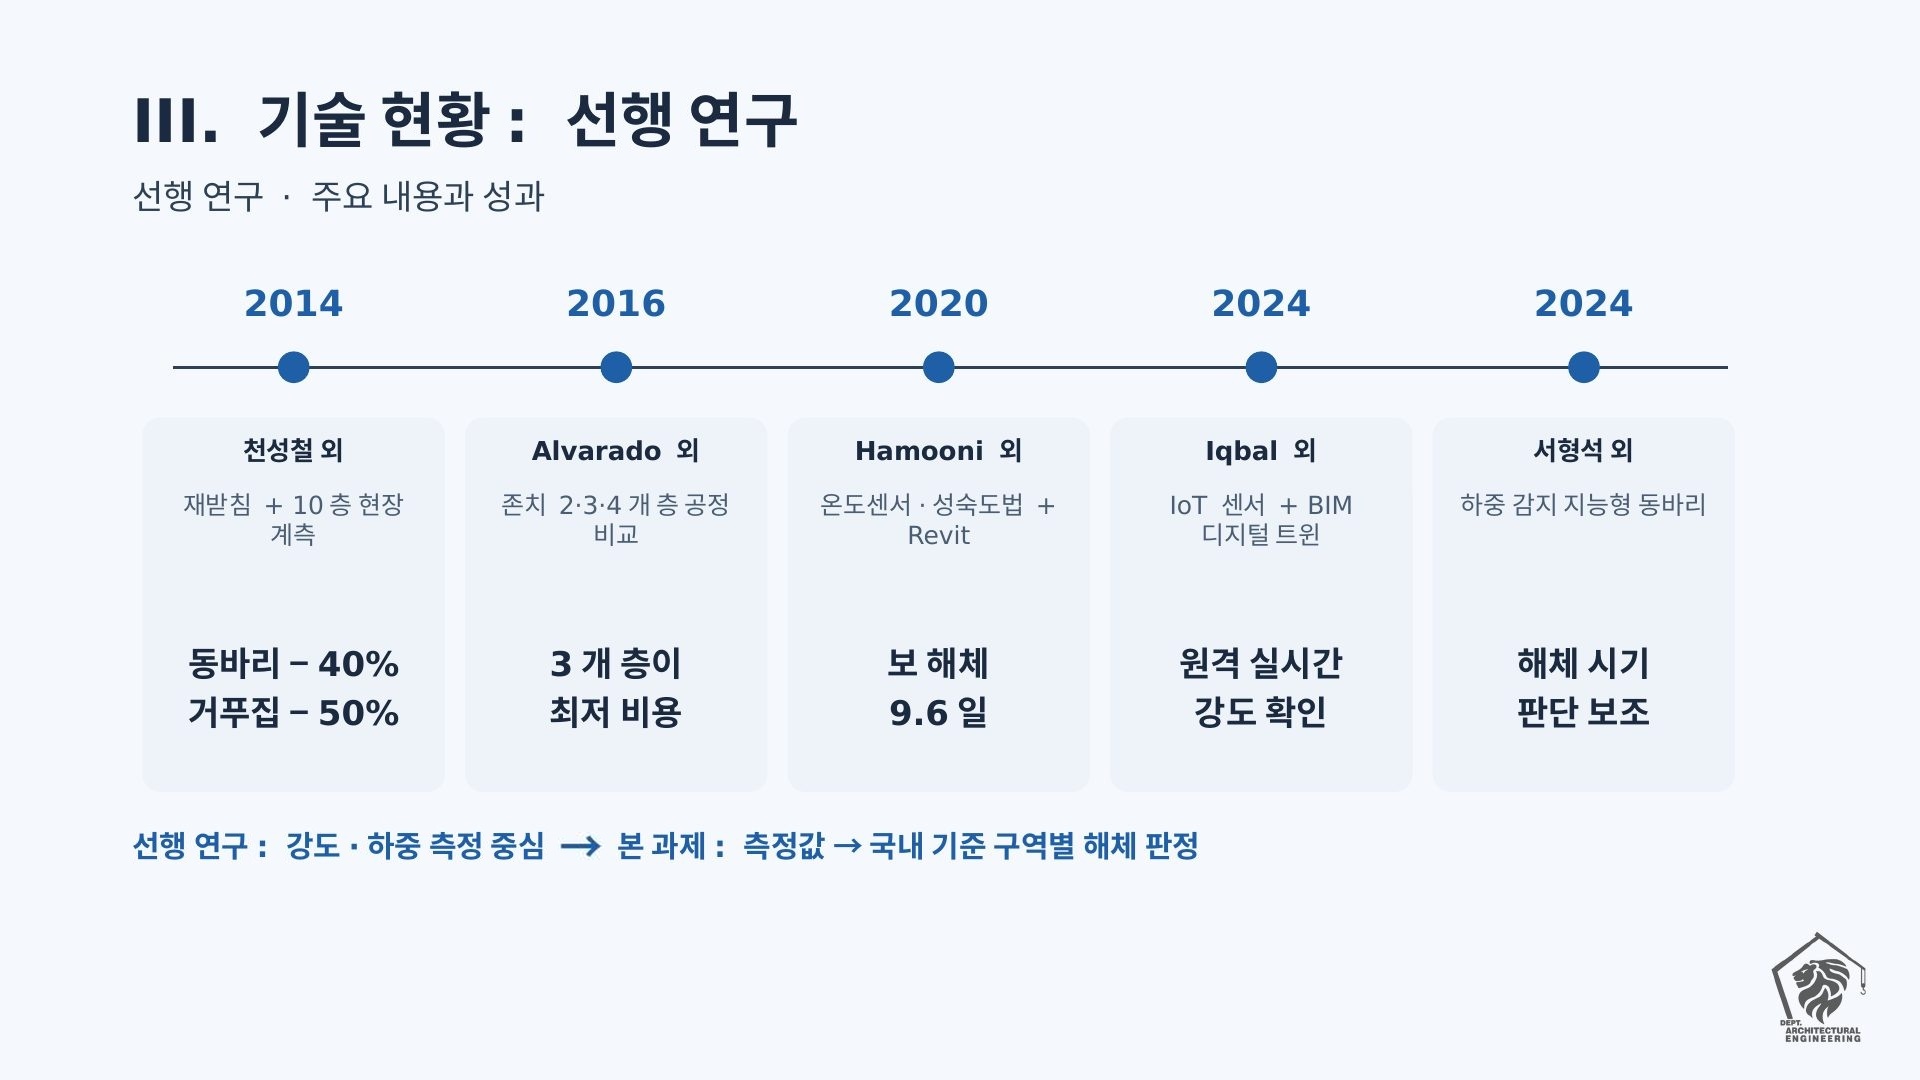 III. 기술 현황 : 선행 연구
선행 연구 · 주요 내용과 성과
2014
2016
2020
2024
2024
천성철 외
재받침 + 10 층 현장
계측
동바리 − 40%
거푸집 − 50%
Alvarado 외
존치 2·3·4 개 층 공정
비교
3 개 층이
최저 비용
Hamooni 외
온도센서 · 성숙도법 +
Revit
보 해체
9.6 일
Iqbal 외
IoT 센서 + BIM
디지털 트윈
원격 실시간
강도 확인
서형석 외
하중 감지 지능형 동바리
해체 시기
판단 보조
선행 연구 : 강도 · 하중 측정 중심 → 본 과제 : 측정값 → 국내 기준 구역별 해체 판정
DEPT.
ARCHITECTURAL
ENGINEERING